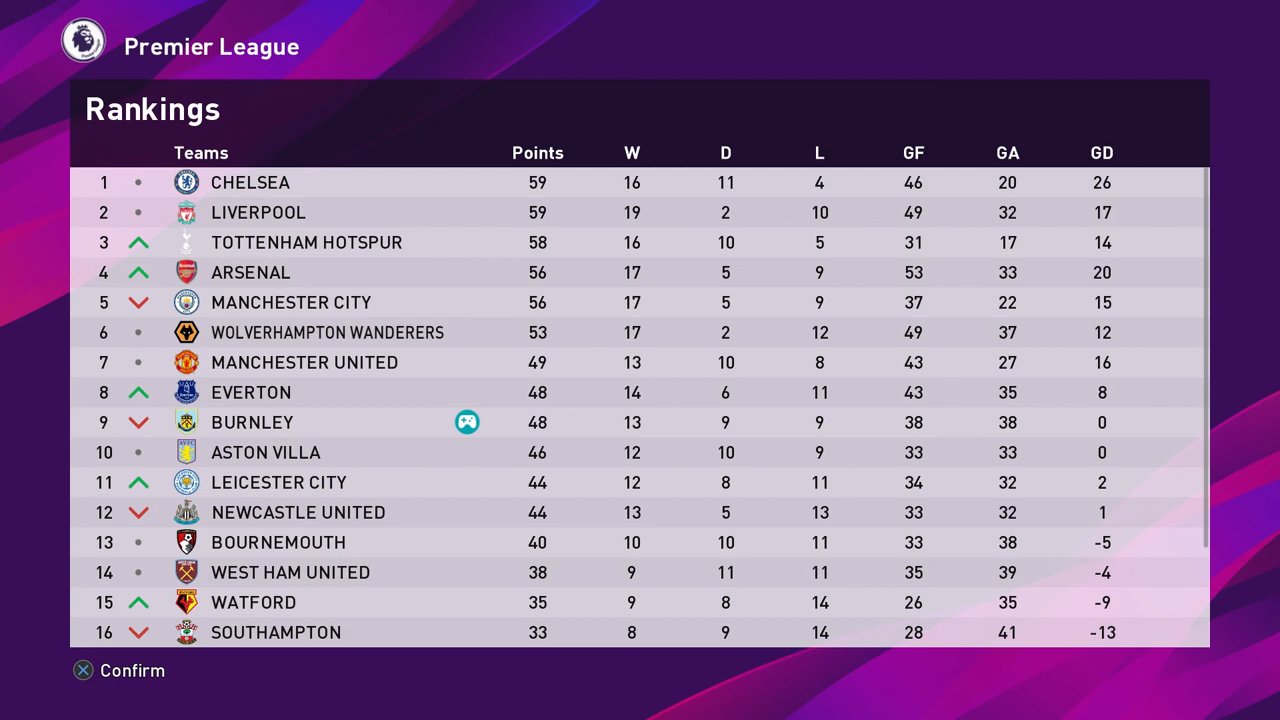 Premier League
Rankings
Teams Points W D L GF GA GD
1 CHELSEA 59 16 11 4 46 20 26
2 LIVERPOOL 59 19 2 10 49 32 17
3 TOTTENHAM HOTSPUR 58 16 10 5 31 17 14
4 ARSENAL 56 17 5 9 53 33 20
5 MANCHESTER CITY 56 17 5 9 37 22 15
6 WOLVERHAMPTON WANDERERS 53 17 2 12 49 37 12
7 MANCHESTER UNITED 49 13 10 8 43 27 16
8 EVERTON 48 14 6 11 43 35 8
9 BURNLEY 48 13 9 9 38 38 0
10 ASTON VILLA 46 12 10 9 33 33 0
11 LEICESTER CITY 44 12 8 11 34 32 2
12 NEWCASTLE UNITED 44 13 5 13 33 32 1
13 BOURNEMOUTH 40 10 10 11 33 38 -5
14 WEST HAM UNITED 38 9 11 11 35 39 -4
15 WATFORD 35 9 8 14 26 35 -9
16 SOUTHAMPTON 33 8 9 14 28 41 -13
Confirm